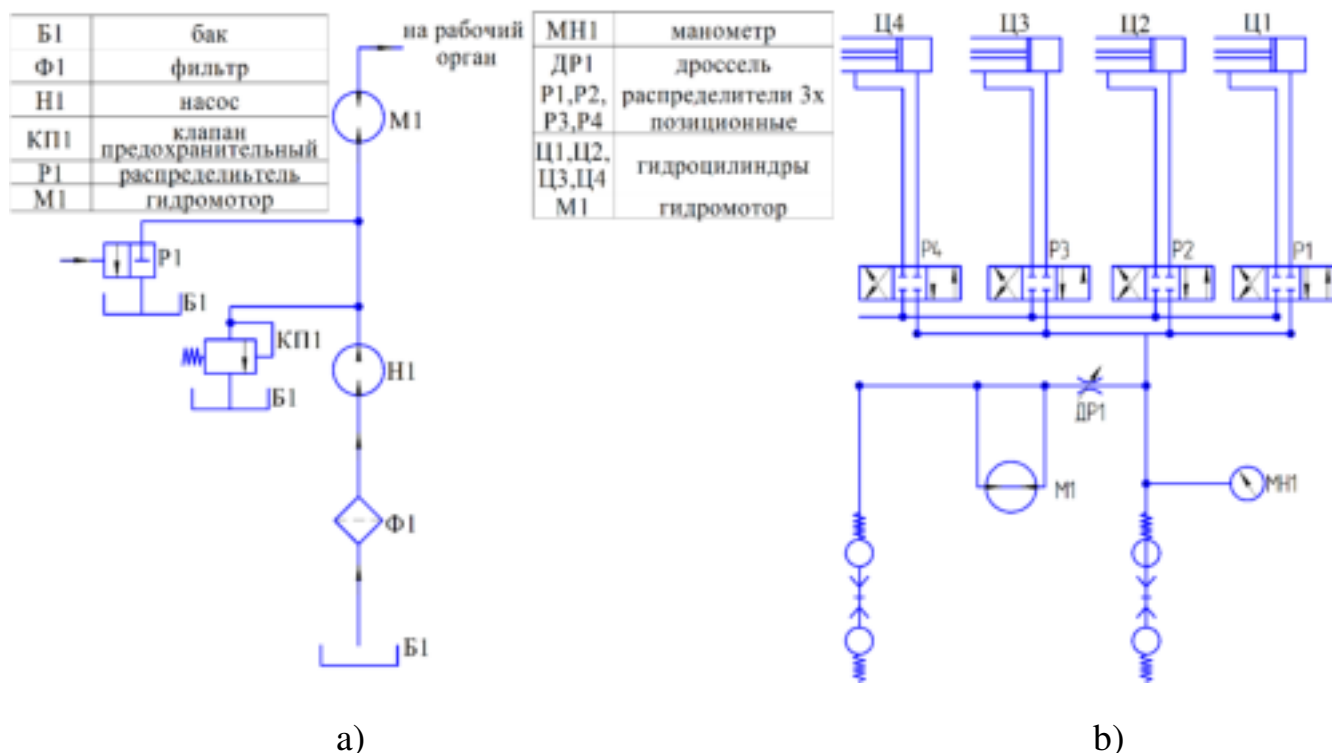 Б1 бак
Ф1 фильтр
Н1 насос
КП1 клапан
предохранительный
Р1 распределиьтель
М1 гидромотор
на рабочий
орган
М1
Р1
Б1
КП1
Б1
Н1
Ф1
Б1
а)
МН1 манометр
ДР1 дроссель
Р1,Р2, распределители 3х
Р3,Р4 позиционные
Ц1,Ц2,
Ц3,Ц4
гидроцилиндры
М1 гидромотор
Ц4 Ц3 Ц2 Ц1
Р4 Р3 Р2 Р1
ДР1
М1
МН1
b)